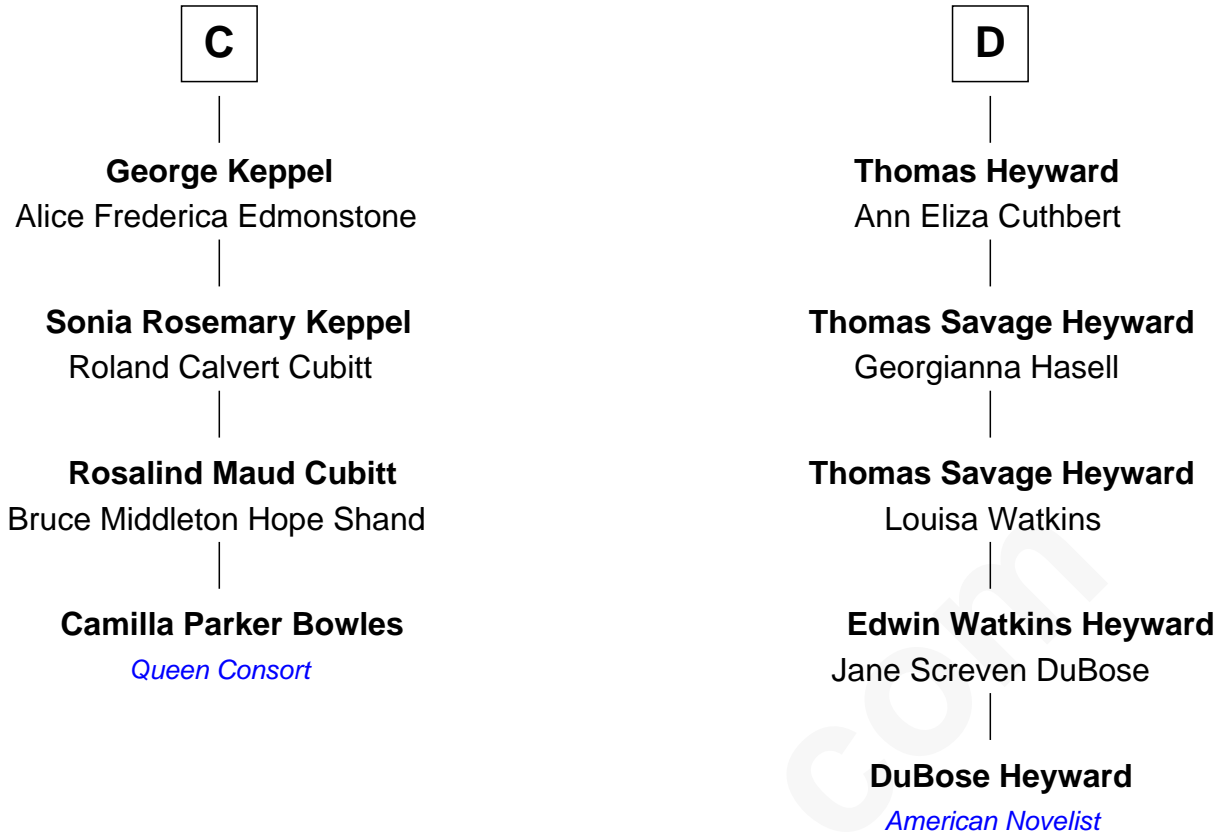 C
George Keppel
Alice Frederica Edmonstone
Sonia Rosemary Keppel
Roland Calvert Cubitt
Rosalind Maud Cubitt
Bruce Middleton Hope Shand
Camilla Parker Bowles
Queen Consort
D
Thomas Heyward
Ann Eliza Cuthbert
Thomas Savage Heyward
Georgianna Hasell
Thomas Savage Heyward
Louisa Watkins
Edwin Watkins Heyward
Jane Screven DuBose
DuBose Heyward
American Novelist
com